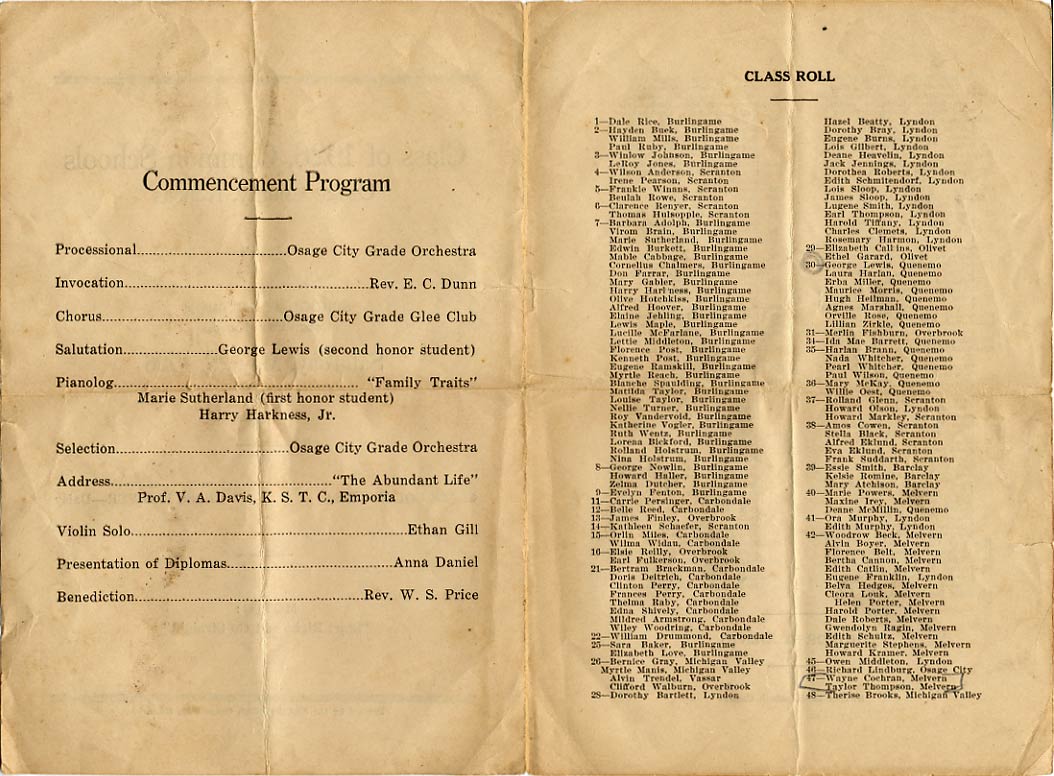 Commencement Program
Processional......Osage City Grade Orchestra
Invocation......Rev. E. C. Dunn
Chorus......Osage City Grade Glee Club
Salutation......George Lewis (second honor student)
Pianolog...... "Family Traits"
Marie Sutherland (first honor student)
Harry Harkness, Jr.
Selection......Osage City Grade Orchestra
Address......"The Abundant Life"
Prof. V. A. Davis, K. S. T. C., Emporia
Violin Solo......Ethan Gill
Presentation of Diplomas......Anna Daniel
Benediction......Rev. W. S. Price
CLASS ROLL
1—Dale Rice, Burlingame
2—Hayden Buek, Burlingame
William Mills, Burlingame
Paul Ruby, Burlingame
3—Winlow Johnson, Burlingame
LeRoy Jones, Burlingame
4—Wilson Anderson, Scranton
Irene Pearson, Scranton
5—Frankie Winans, Scranton
Beulah Rowe, Scranton
6—Clarence Renyer, Scranton
Thomas Hulsopple, Scranton
7—Barbara Adolph, Burlingame
Virom Brain, Burlingame
Marie Sutherland, Burlingame
Edwin Burkett, Burlingame
Mable Cabbage, Burlingame
Cornelius Chalmers, Burlingame
Don Farrar, Burlingame
Mary Gabler, Burlingame
Harry Harkness, Burlingame
Olive Hotchkiss, Burlingame
Alfred Hoover, Burlingame
Elaine Jehling, Burlingame
Lewis Maple, Burlingame
Lucille McFarlane, Burlingame
Lettie Middleton, Burlingame
Florence Post, Burlingame
Kenneth Post, Burlingame
Eugene Ramskill, Burlingame
Myrtle Reach, Burlingame
Blanche Spaulding, Burlingame
Matilda Taylor, Burlingame
Louise Taylor, Burlingame
Nellie Turner, Burlingame
Roy Vandervoid, Burlingame
Katherine Vogler, Burlingame
Ruth Wentz, Burlingame
Lorena Bickford, Burlingame
Rolland Holstrum, Burlingame
Nina Holstrum, Burlingame
8—George Nowlin, Burlingame
Howard Haller, Burlingame
Zelma Dutcher, Burlingame
9—Evelyn Fenton, Burlingame
11—Carrie Persinger, Carbondale
12—Belle Reed, Carbondale
13—James Finley, Overbrook
14—Kathleen Schaefer, Scranton
15—Orlin Miles, Carbondale
Wilma Widau, Carbondale
16—Elsie Reilly, Overbrook
Earl Fulkerson, Overbrook
21—Bertram Brackman, Carbondale
Doris Deitrich, Carbondale
Clinton Perry, Carbondale
Frances Perry, Carbondale
Thelma Raby, Carbondale
Edna Shively, Carbondale
Mildred Armstrong, Carbondale
Wiley Woodring, Carbondale
22—William Drummond, Carbondale
25—Sara Baker, Burlingame
Elizabeth Love, Burlingame
26—Bernice Gray, Michigan Valley
Myrtle Manis, Michigan Valley
Alvin Trendel, Vassar
Clifford Walburn, Overbrook
28—Dorothy Bartlett, Lyndon
Hazel Beatty, Lyndon
Dorothy Bray, Lyndon
Eugene Burns, Lyndon
Lois Gilbert, Lyndon
Deane Heavelin, Lyndon
Jack Jennings, Lyndon
Dorothea Roberts, Lyndon
Edith Schmitendorf, Lyndon
Lois Sloop, Lyndon
James Sloop, Lyndon
Lugene Smith, Lyndon
Earl Thompson, Lyndon
Harold Tiffany, Lyndon
Charles Clemets, Lyndon
Rosemary Harmon, Lyndon
29—Elizabeth Callins, Olivet
Ethel Garard, Olivet
30—George Lewis, Quenemo
Laura Harlan, Quenemo
Erba Miller, Quenemo
Maurice Morris, Quenemo
Hugh Heilman, Quenemo
Agnes Marshall, Quenemo
Orville Rose, Quenemo
Lillian Zirkle, Quenemo
31—Merlin Fishburn, Overbrook
34—Ida Mae Barrett, Quenemo
35—Harlan Brann, Quenemo
Nada Whitcher, Quenemo
Pearl Whitcher, Quenemo
Paul Wilson, Quenemo
36—Mary McKay, Quenemo
Willie Oest, Quenemo
37—Rolland Glenn, Scranton
Howard Olson, Lyndon
Howard Markley, Scranton
38—Amos Cowen, Scranton
Stella Black, Scranton
Alfred Eklund, Scranton
Eva Eklund, Scranton
Frank Suddarth, Scranton
39—Essie Smith, Barclay
Kelsie Romine, Barclay
Mary Atchison, Barclay
40—Marie Powers, Melvern
Maxine Irey, Melvern
Deane McMillin, Quenemo
41—Ora Murphy, Lyndon
Edith Murphy, Lyndon
42—Woodrow Beck, Melvern
Alvin Boyer, Melvern
Florence Belt, Melvern
Bertha Cannon, Melvern
Edith Catlin, Melvern
Eugene Franklin, Lyndon
Belva Hedges, Melvern
Cleora Louk, Melvern
Helen Porter, Melvern
Harold Porter, Melvern
Dale Roberts, Melvern
Gwendolyn Ragin, Melvern
Edith Schultz, Melvern
Marguerite Stephens, Melvern
Howard Kramer, Melvern
45—Owen Middleton, Lyndon
46—Richard Lindburg, Osage City
47—Wayne Cochran, Melvern
Taylor Thompson, Melvern
48—Therise Brooks, Michigan Valley